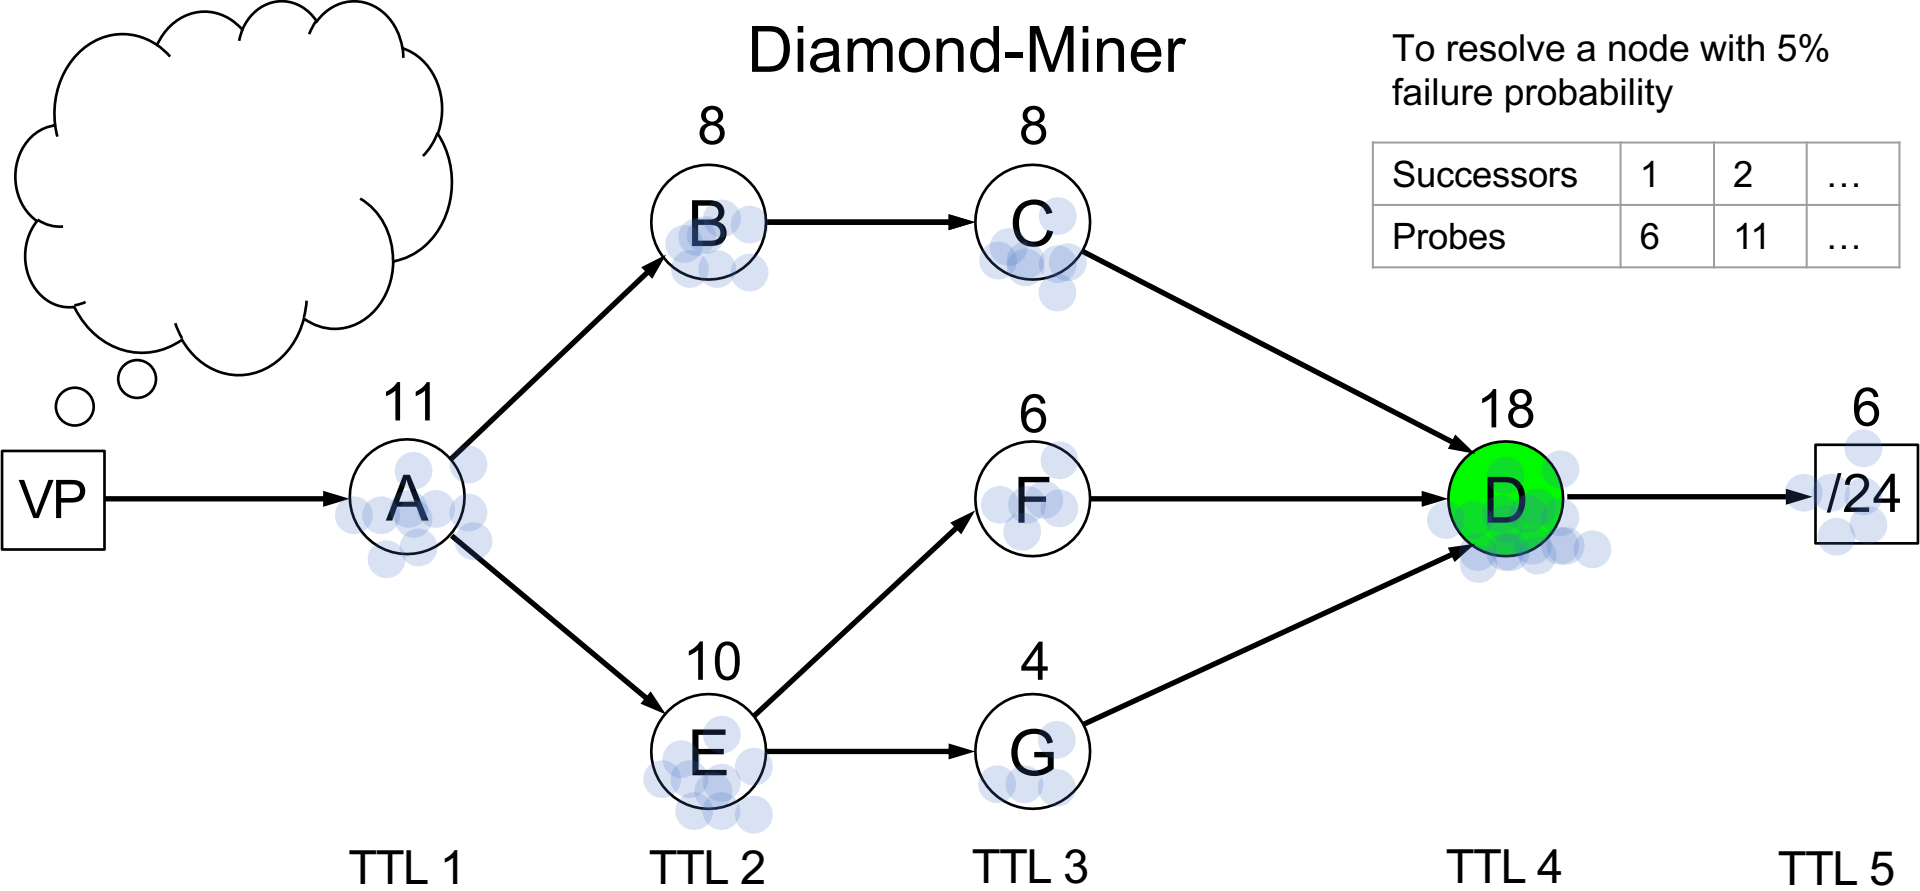 Diamond-Miner
To resolve a node with 5%
failure probability
Successors 1 2 …
Probes 6 11 …
8
8
B
C
11
6
18
6
VP
A
F
D
/24
10
4
E
G
TTL 1
TTL 2
TTL 3
TTL 4
TTL 5